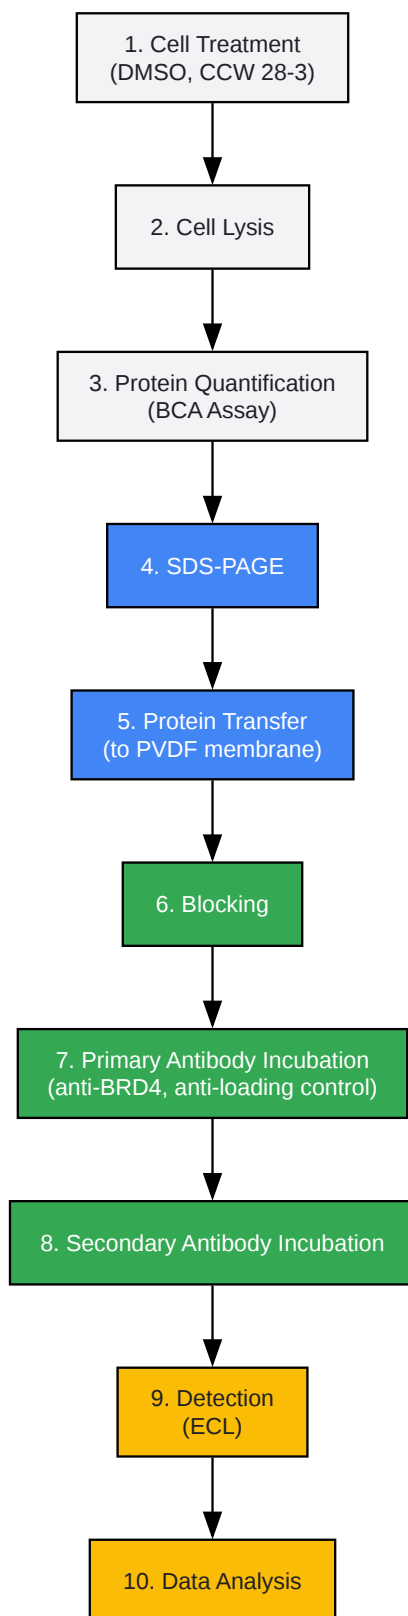 1. Cell Treatment
(DMSO, CCW 28-3)
2. Cell Lysis
3. Protein Quantification
(BCA Assay)
4. SDS-PAGE
5. Protein Transfer
(to PVDF membrane)
6. Blocking
7. Primary Antibody Incubation
(anti-BRD4, anti-loading control)
8. Secondary Antibody Incubation
9. Detection
(ECL)
10. Data Analysis